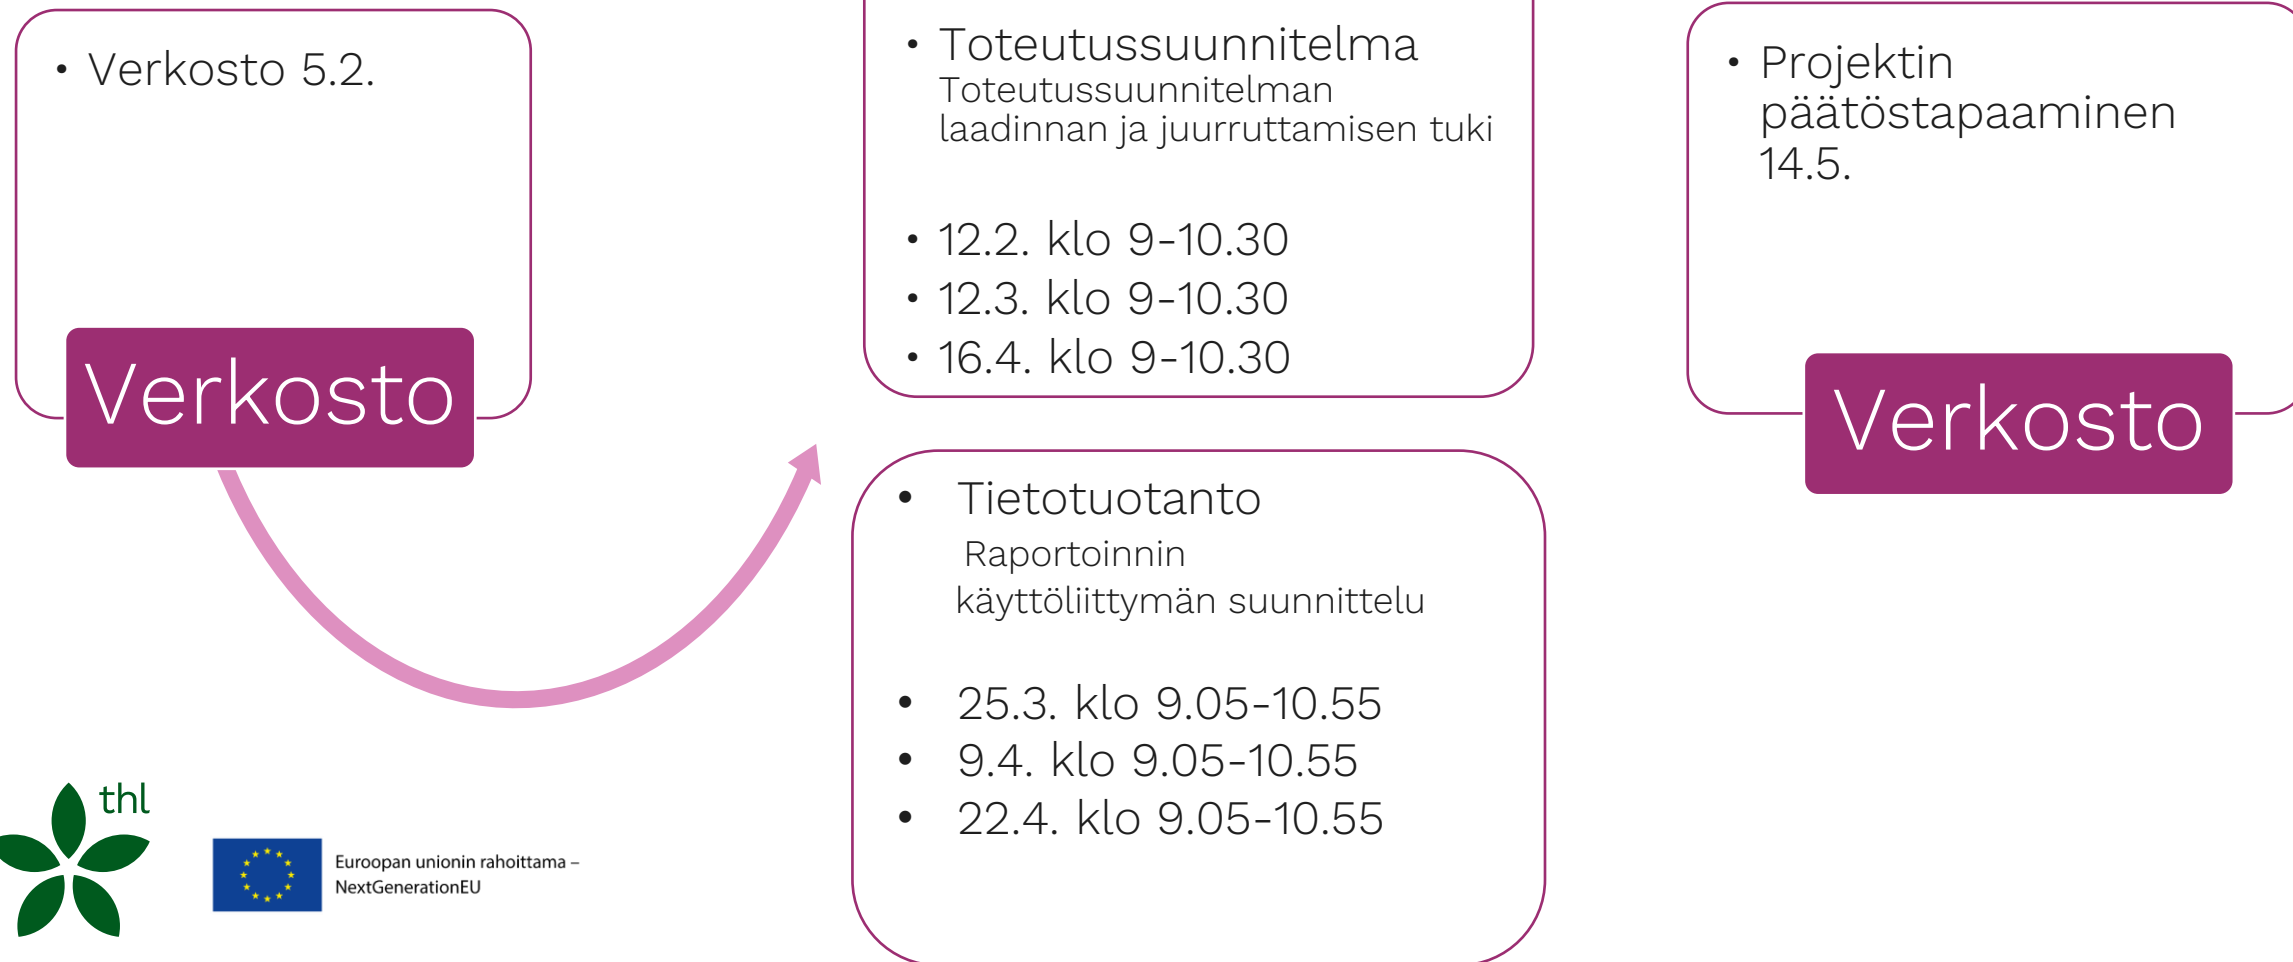 • Verkosto 5.2.
Verkosto
• Toteutussuunnitelma
Toteutussuunnitelman
laadinnan ja juurruttamisen tuki
• 12.2. klo 9-10.30
• 12.3. klo 9-10.30
• 16.4. klo 9-10.30
• Tietotuotanto
Raportoinnin
käyttöliittymän suunnittelu
• 25.3. klo 9.05-10.55
• 9.4. klo 9.05-10.55
• 22.4. klo 9.05-10.55
• Projektin
päätöstapaaminen
14.5.
Verkosto
thl
Euroopan unionin rahoittama –
NextGenerationEU